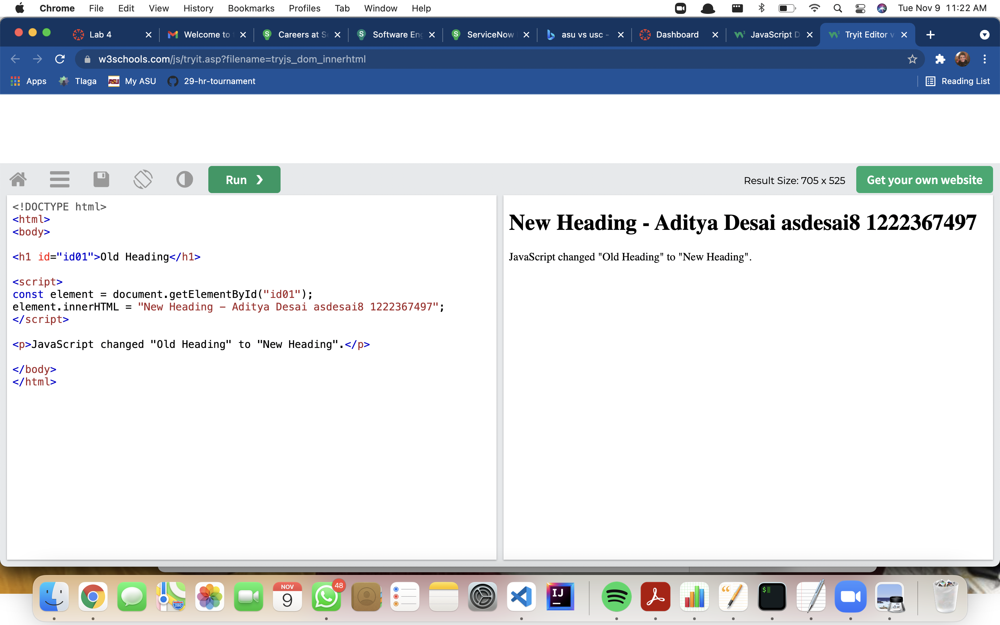 Chrome File Edit View History Bookmarks Profiles Tab Window Help Tue Nov 9 11:22 AM
Lab 4 Welcome to Careers at Software Eng ServiceNow asu vs usc - Dashboard JavaScript D Tryit Editor v
w3schools.com/js/tryit.asp?filename=tryjs_dom_innerhtml
Apps Tlaga My ASU 29-hr-tournament Reading List
Run ❯ Result Size: 705 x 525 Get your own website
<!DOCTYPE html>
<html>
<body>
<h1 id="id01">Old Heading</h1>
<script>
const element = document.getElementById("id01");
element.innerHTML = "New Heading - Aditya Desai asdesai8 1222367497";
</script>
<p>JavaScript changed "Old Heading" to "New Heading".</p>
</body>
</html>
New Heading - Aditya Desai asdesai8 1222367497
JavaScript changed "Old Heading" to "New Heading".
280
NOV
9
48
IJ
$